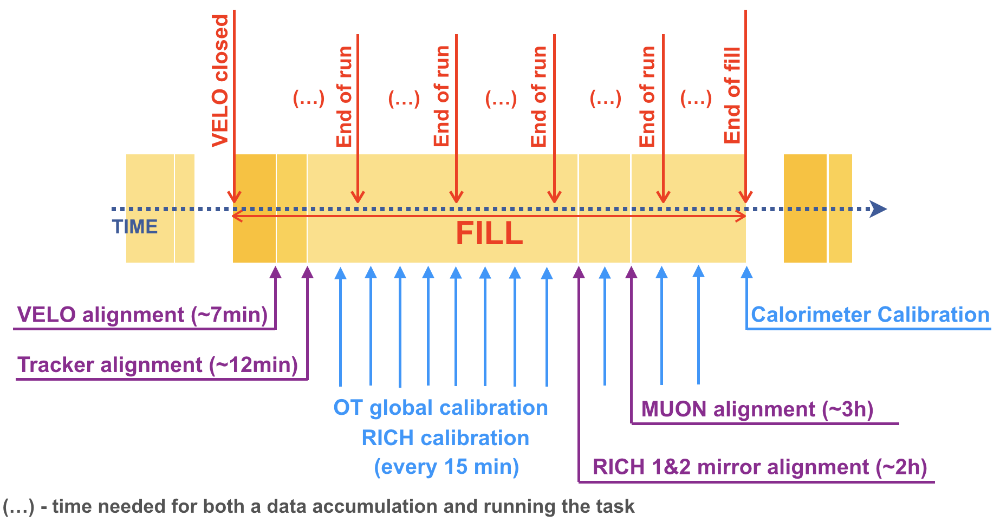 VELO closed
(...)
End of run
(...)
End of run
(...)
End of run
(...)
End of run
(...)
End of fill
TIME
FILL
VELO alignment (~7min)
Calorimeter Calibration
Tracker alignment (~12min)
OT global calibration
RICH calibration
(every 15 min)
MUON alignment (~3h)
RICH 1&2 mirror alignment (~2h)
(...) - time needed for both a data accumulation and running the task